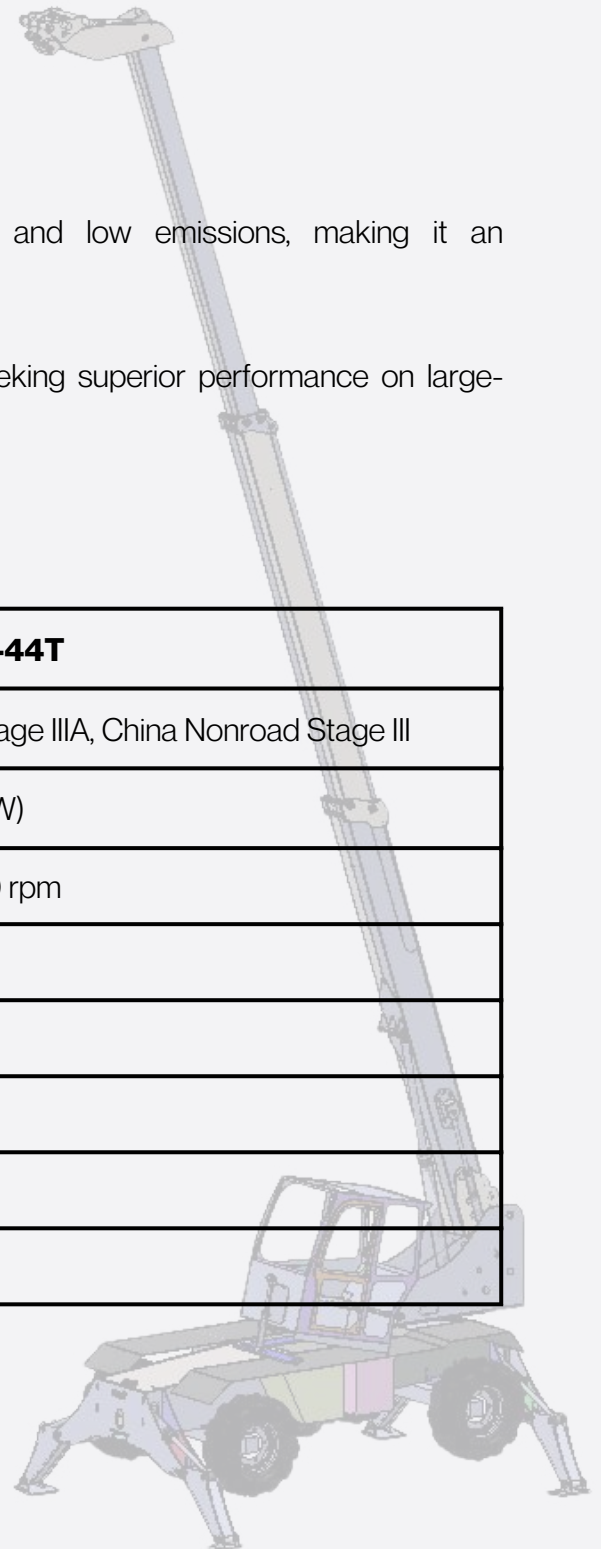 and low emissions, making it an
eking superior performance on large-
-44T
age IIIA, China Nonroad Stage III
W)
rpm